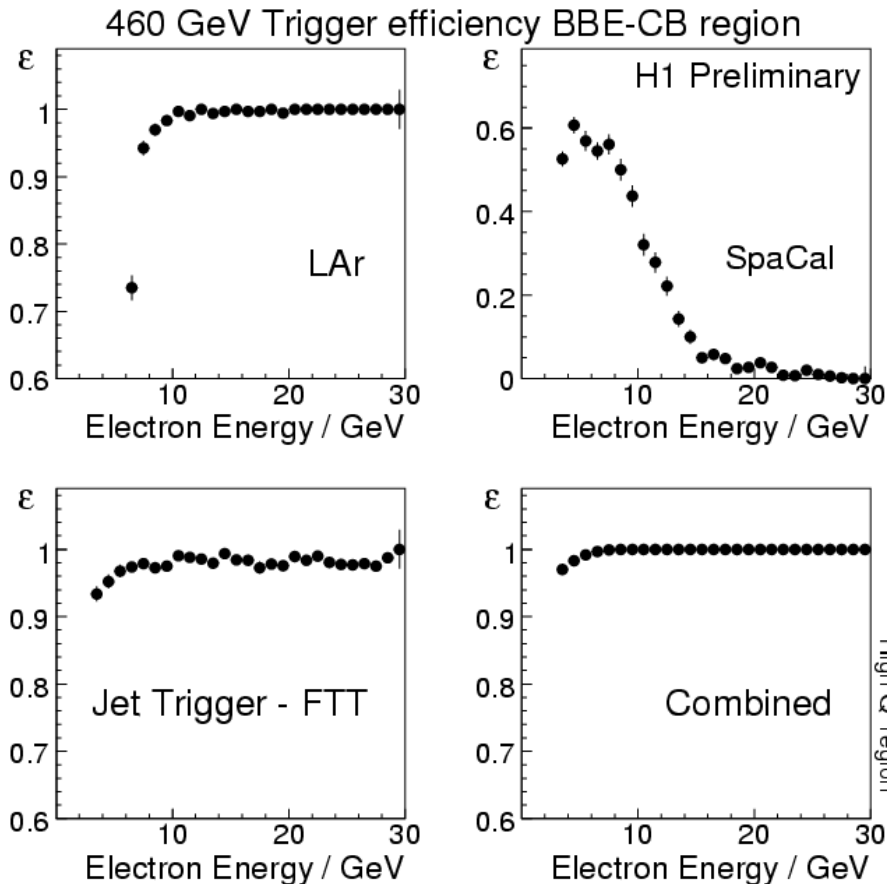 460 GeV Trigger efficiency BBE-CB region
ε
1
0.9
0.8
0.7
0.6
10
20
30
LAr
Electron Energy / GeV
ε
H1 Preliminary
0.6
0.4
0.2
0
10
20
30
SpaCal
Electron Energy / GeV
ε
1
0.9
0.8
0.7
0.6
10
20
30
Jet Trigger - FTT
Electron Energy / GeV
ε
1
0.9
0.8
0.7
0.6
10
20
30
Combined
Electron Energy / GeV
region